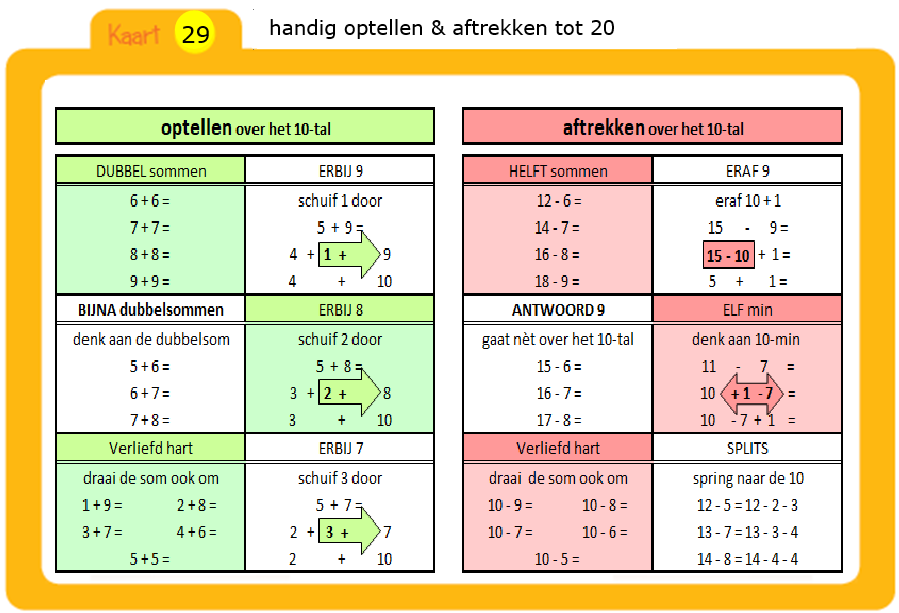 Kaart 29
handig optellen & aftrekken tot 20
optellen over het 10-tal
DUBBEL sommen
6 + 6 =
7 + 7 =
8 + 8 =
9 + 9 =
ERBIJ 9
schuif 1 door
5 + 9 =
4 + 1 + 9
4 + 10
BIJNA dubbelsommen
denk aan de dubbelsom
5 + 6 =
6 + 7 =
7 + 8 =
ERBIJ 8
schuif 2 door
5 + 8 =
3 + 2 + 8
3 + 10
Verliefd hart
draai de som ook om
1 + 9 = 2 + 8 =
3 + 7 = 4 + 6 =
5 + 5 =
ERBIJ 7
schuif 3 door
5 + 7 =
2 + 3 + 7
2 + 10
aftrekken over het 10-tal
HELFT sommen
12 - 6 =
14 - 7 =
16 - 8 =
18 - 9 =
ERAF 9
eraf 10 + 1
15 - 9 =
15 - 10 + 1 =
5 + 1 =
ANTWOORD 9
gaat nèt over het 10-tal
15 - 6 =
16 - 7 =
17 - 8 =
ELF min
denk aan 10-min
11 - 7 =
10 + 1 - 7 =
10 - 7 + 1 =
Verliefd hart
draai de som ook om
10 - 9 = 10 - 8 =
10 - 7 = 10 - 6 =
10 - 5 =
SPLITS
spring naar de 10
12 - 5 = 12 - 2 - 3
13 - 7 = 13 - 3 - 4
14 - 8 = 14 - 4 - 4